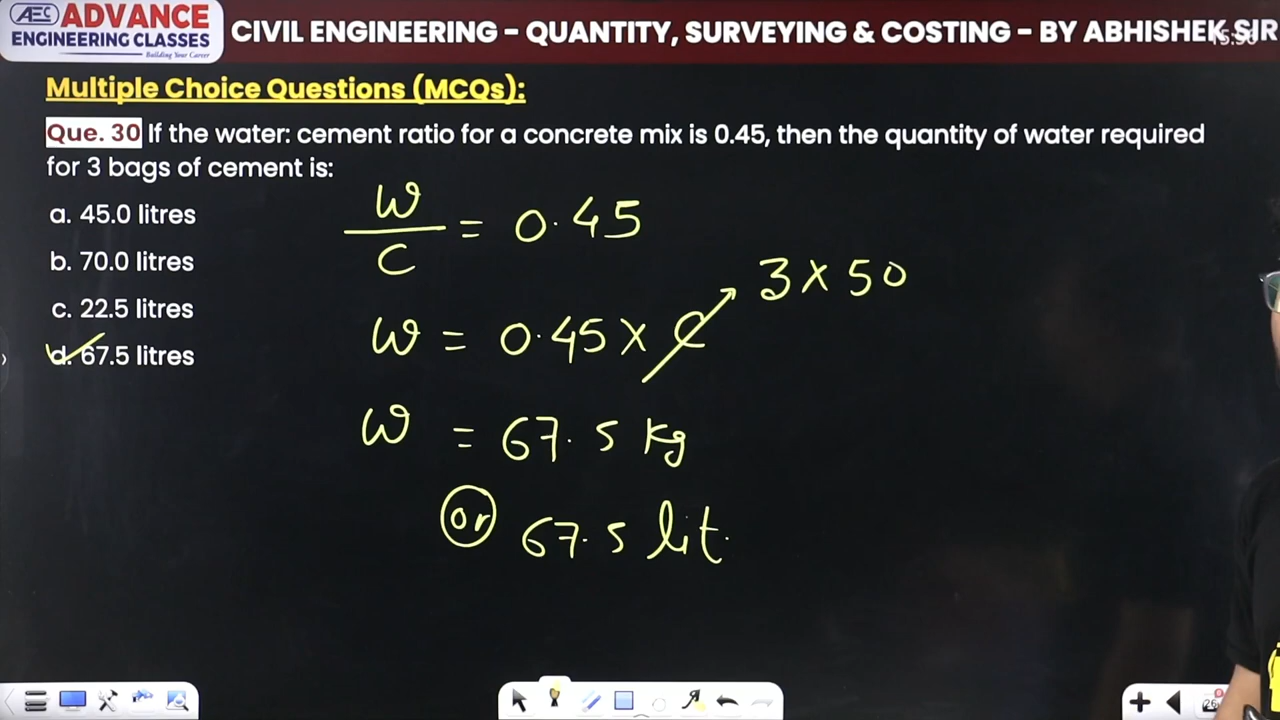 AEC ADVANCE
ENGINEERING CLASSES
Building Your Career
CIVIL ENGINEERING - QUANTITY, SURVEYING & COSTING - BY ABHISHEK SIR
Multiple Choice Questions (MCQs):
Que. 30 If the water: cement ratio for a concrete mix is 0.45, then the quantity of water required
for 3 bags of cement is:
a. 45.0 litres
b. 70.0 litres
c. 22.5 litres
d. 67.5 litres
W/C = 0.45
W = 0.45 × C → 3 × 50
W = 67.5 Kg
or 67.5 lit.